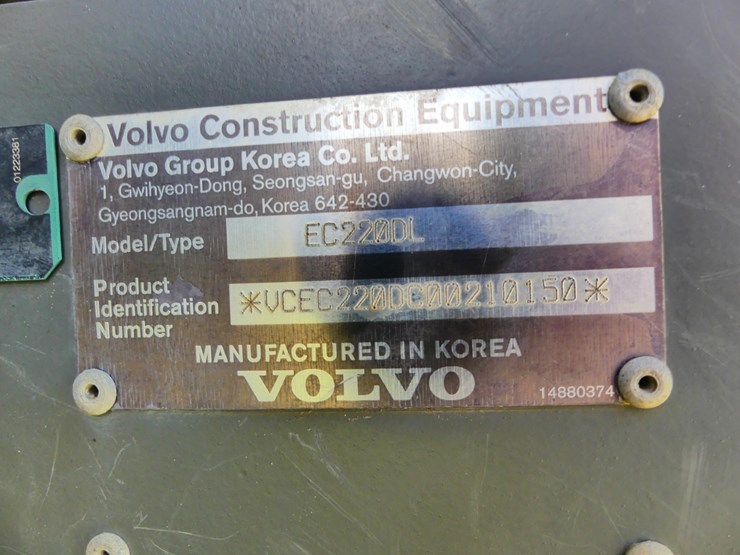 Volvo Construction Equipment
Volvo Group Korea Co. Ltd.
1, Gwihyeon-Dong, Seongsan-gu, Changwon-City,
Gyeongsangnam-do, Korea 642-430
Model/Type EC220DL
Product
Identification
Number
*VCEC220DC00210150*
MANUFACTURED IN KOREA
VOLVO
14880374
01223381